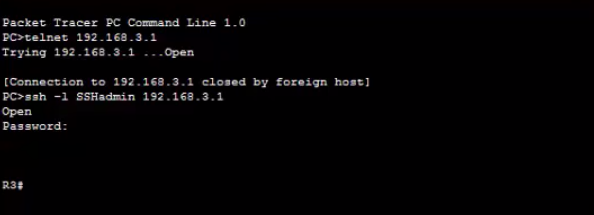 Packet Tracer PC Command Line 1.0
PC>telnet 192.168.3.1
Trying 192.168.3.1 ...Open
[Connection to 192.168.3.1 closed by foreign host]
PC>ssh -l SSHadmin 192.168.3.1
Open
Password:
R3#